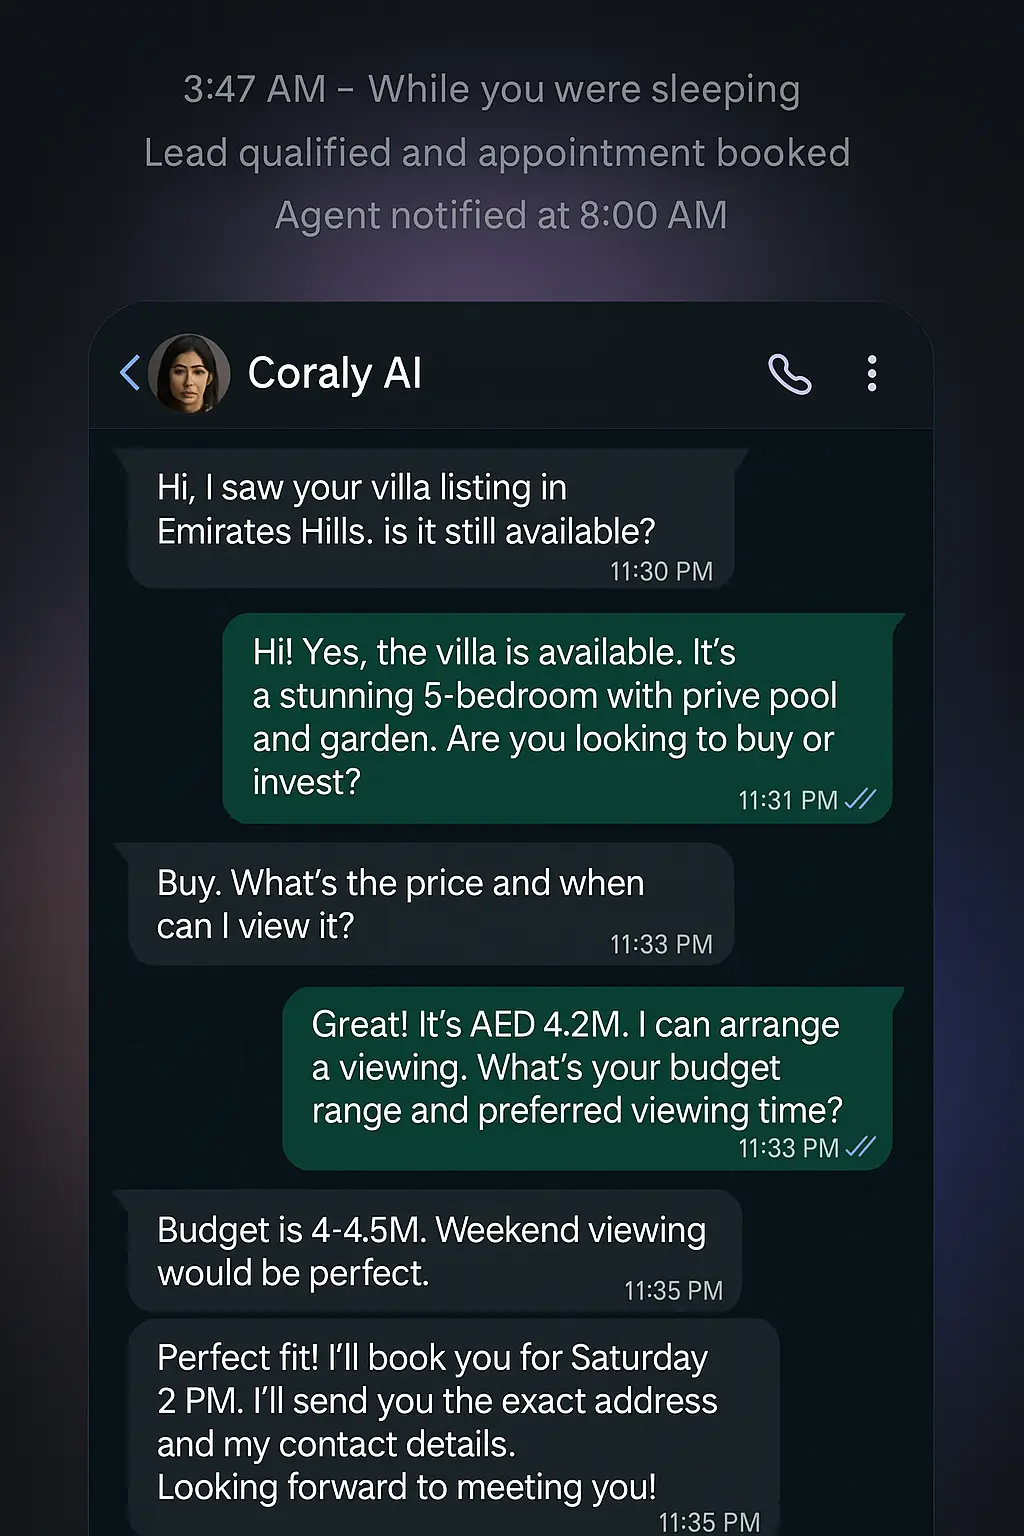 3:47 AM – While you were sleeping
Lead qualified and appointment booked
Agent notified at 8:00 AM
Coraly AI
Hi, I saw your villa listing in
Emirates Hills. is it still available?
11:30 PM
Hi! Yes, the villa is available. It's
a stunning 5-bedroom with prive pool
and garden. Are you looking to buy or
invest?
11:31 PM
Buy. What's the price and when
can I view it?
11:33 PM
Great! It's AED 4.2M. I can arrange
a viewing. What's your budget
range and preferred viewing time?
11:33 PM
Budget is 4-4.5M. Weekend viewing
would be perfect.
11:35 PM
Perfect fit! I'll book you for Saturday
2 PM. I'll send you the exact address
and my contact details.
Looking forward to meeting you!
11:35 PM